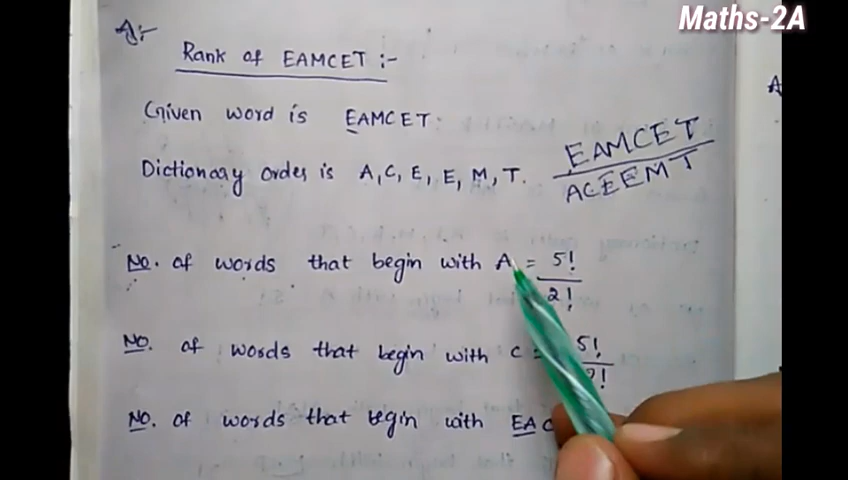 Maths-2A
A:-
Rank of EAMCET :-
Given word is EAMCET.
Dictionary order is A, C, E, E, M, T.
EAMCET
ACEEMT
No. of words that begin with A = 5!
2!
No. of words that begin with C = 5!
2!
No. of words that begin with EAC
A